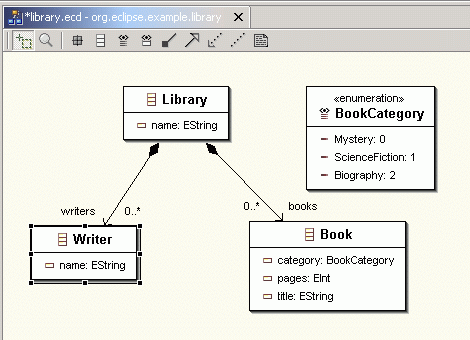 *library.ecd - org.eclipse.example.library
Library
name: EString
«enumeration»
BookCategory
Mystery: 0
ScienceFiction: 1
Biography: 2
writers 0..*
0..* books
Writer
name: EString
Book
category: BookCategory
pages: EInt
title: EString